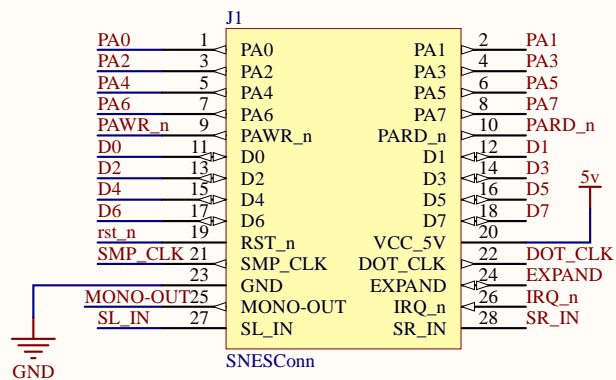 J1
PA0 1 PA0 PA1 2 PA1
PA2 3 PA2 PA3 4 PA3
PA4 5 PA4 PA5 6 PA5
PA6 7 PA6 PA7 8 PA7
PAWR_n 9 PAWR_n PARD_n 10 PARD_n
D0 11 D0 D1 12 D1
D2 13 D2 D3 14 D3
D4 15 D4 D5 16 D5
D6 17 D6 D7 18 D7
5v
rst_n 19 RST_n VCC_5V 20
SMP_CLK 21 SMP_CLK DOT_CLK 22 DOT_CLK
23 GND EXPAND 24 EXPAND
MONO-OUT 25 MONO-OUT IRQ_n 26 IRQ_n
SL_IN 27 SL_IN SR_IN 28 SR_IN
SNESConn
GND